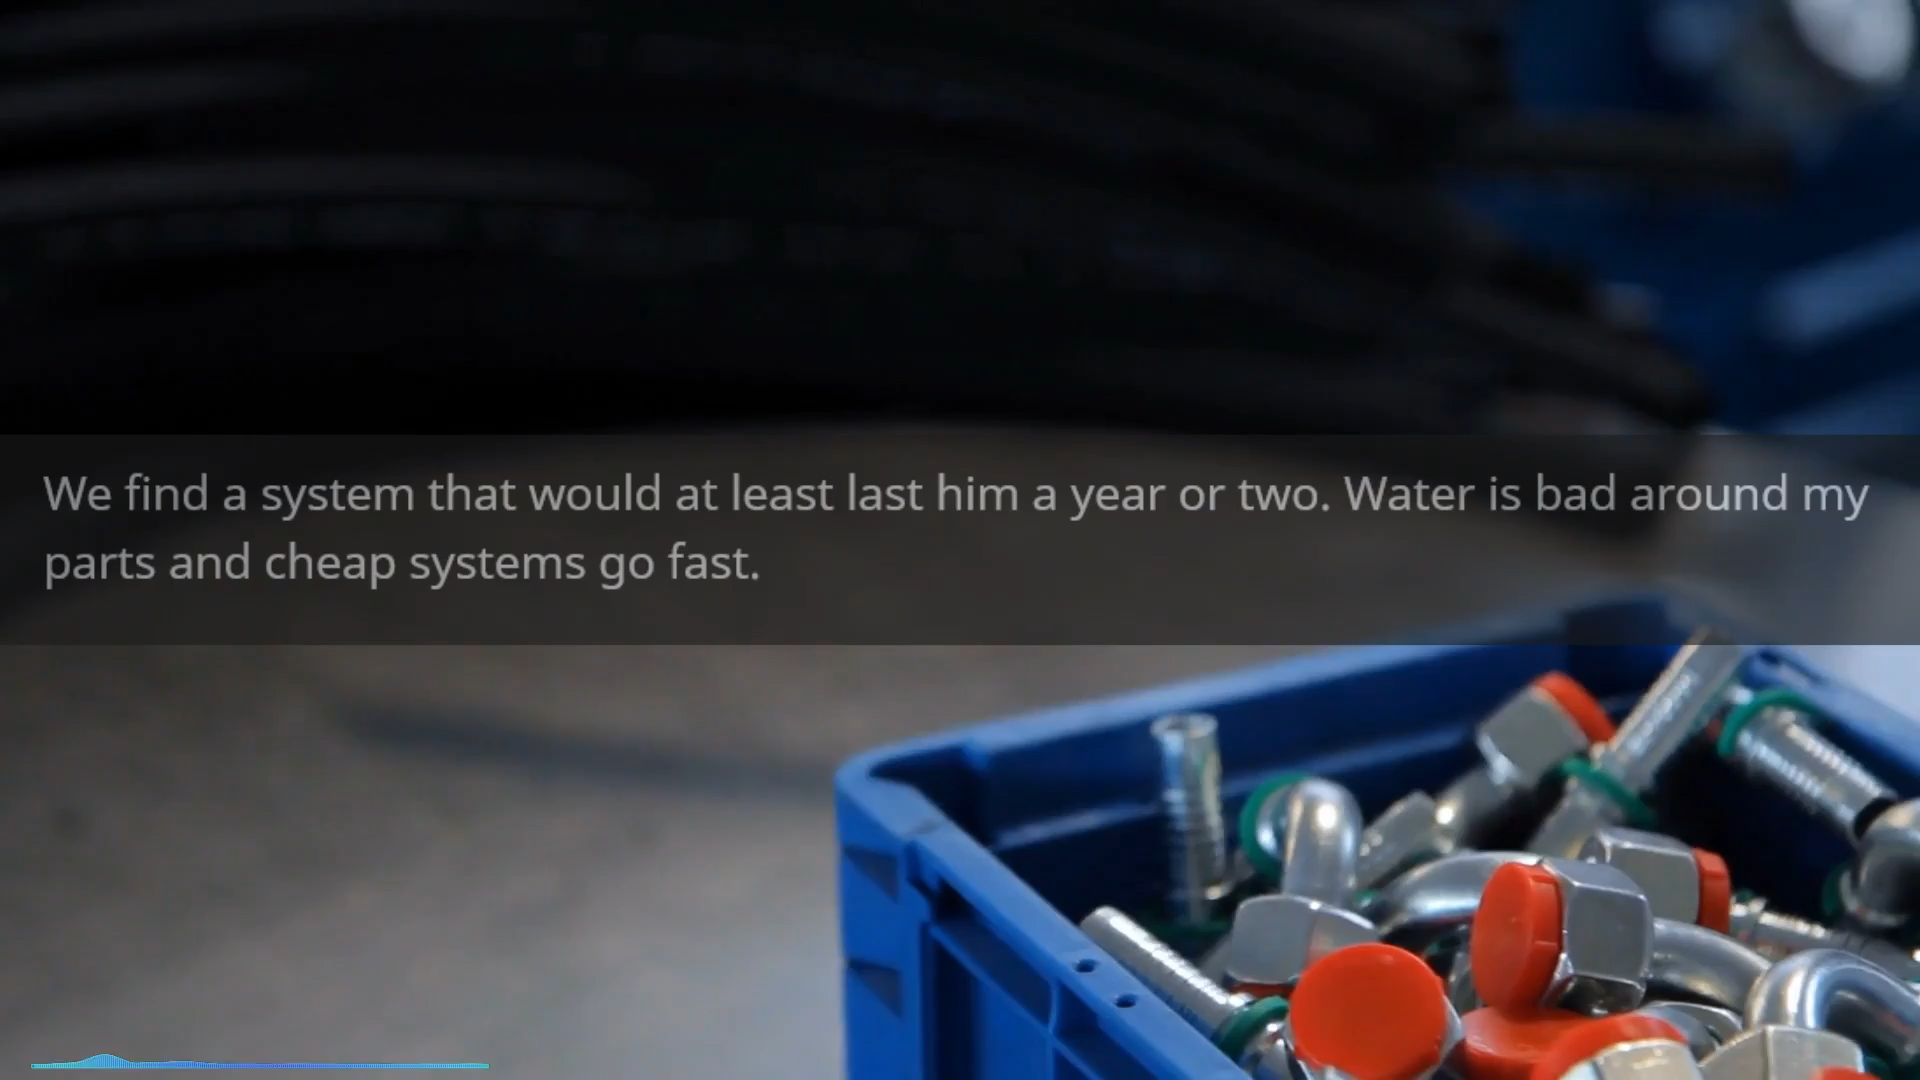 We find a system that would at least last him a year or two. Water is bad around my
parts and cheap systems go fast.